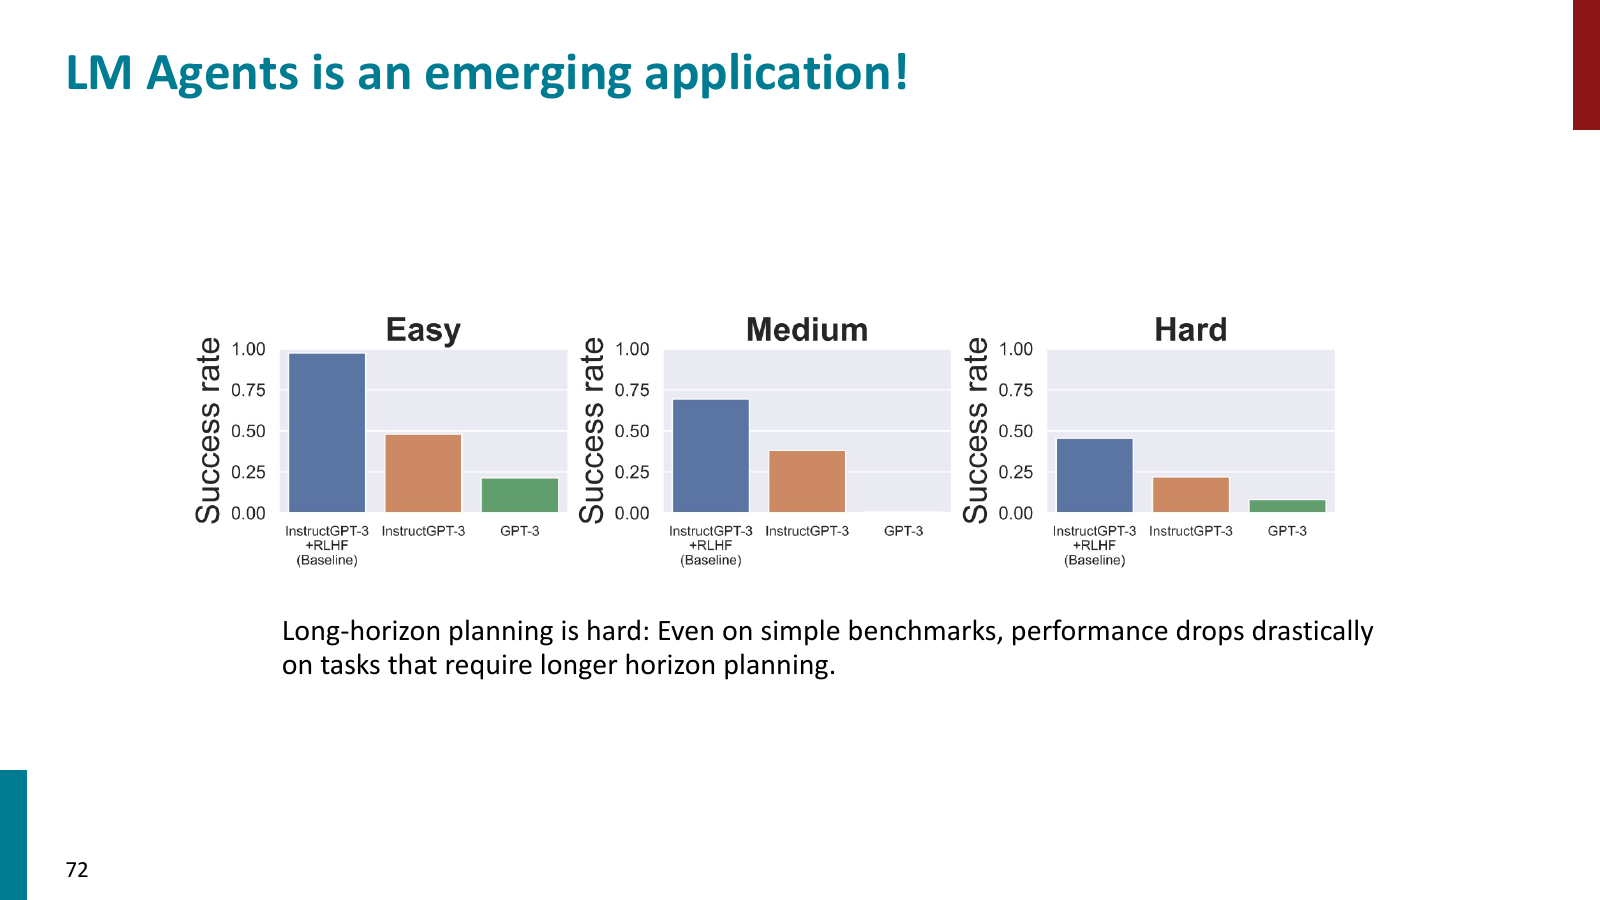 LM Agents is an emerging application!
Easy
Success rate
1.00
0.75
0.50
0.25
0.00
InstructGPT-3
+RLHF
(Baseline)
InstructGPT-3
GPT-3
Medium
Success rate
1.00
0.75
0.50
0.25
0.00
InstructGPT-3
+RLHF
(Baseline)
InstructGPT-3
GPT-3
Hard
Success rate
1.00
0.75
0.50
0.25
0.00
InstructGPT-3
+RLHF
(Baseline)
InstructGPT-3
GPT-3
Long-horizon planning is hard: Even on simple benchmarks, performance drops drastically
on tasks that require longer horizon planning.
72